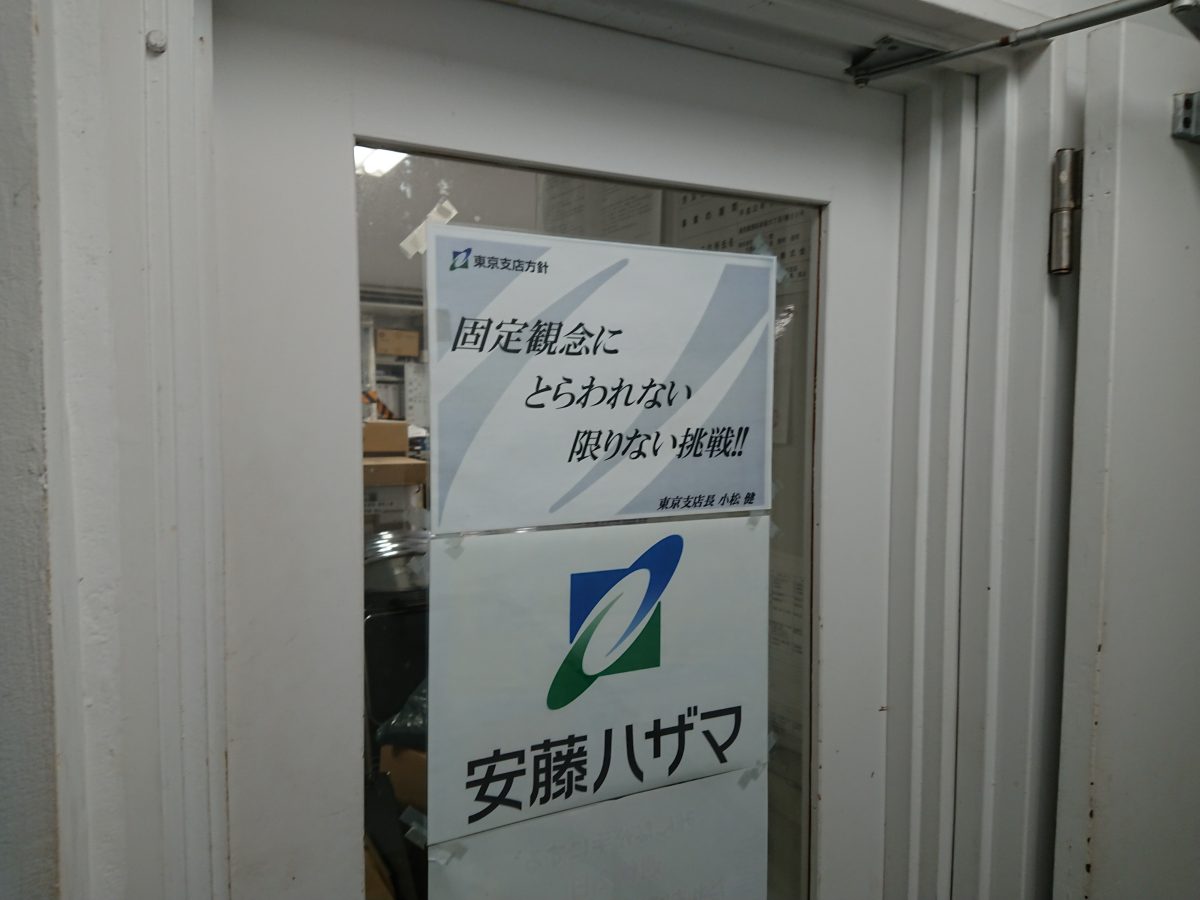 東京支店方針
固定観念に
とらわれない
限りない挑戦!!
東京支店長 小松 健
安藤ハザマ